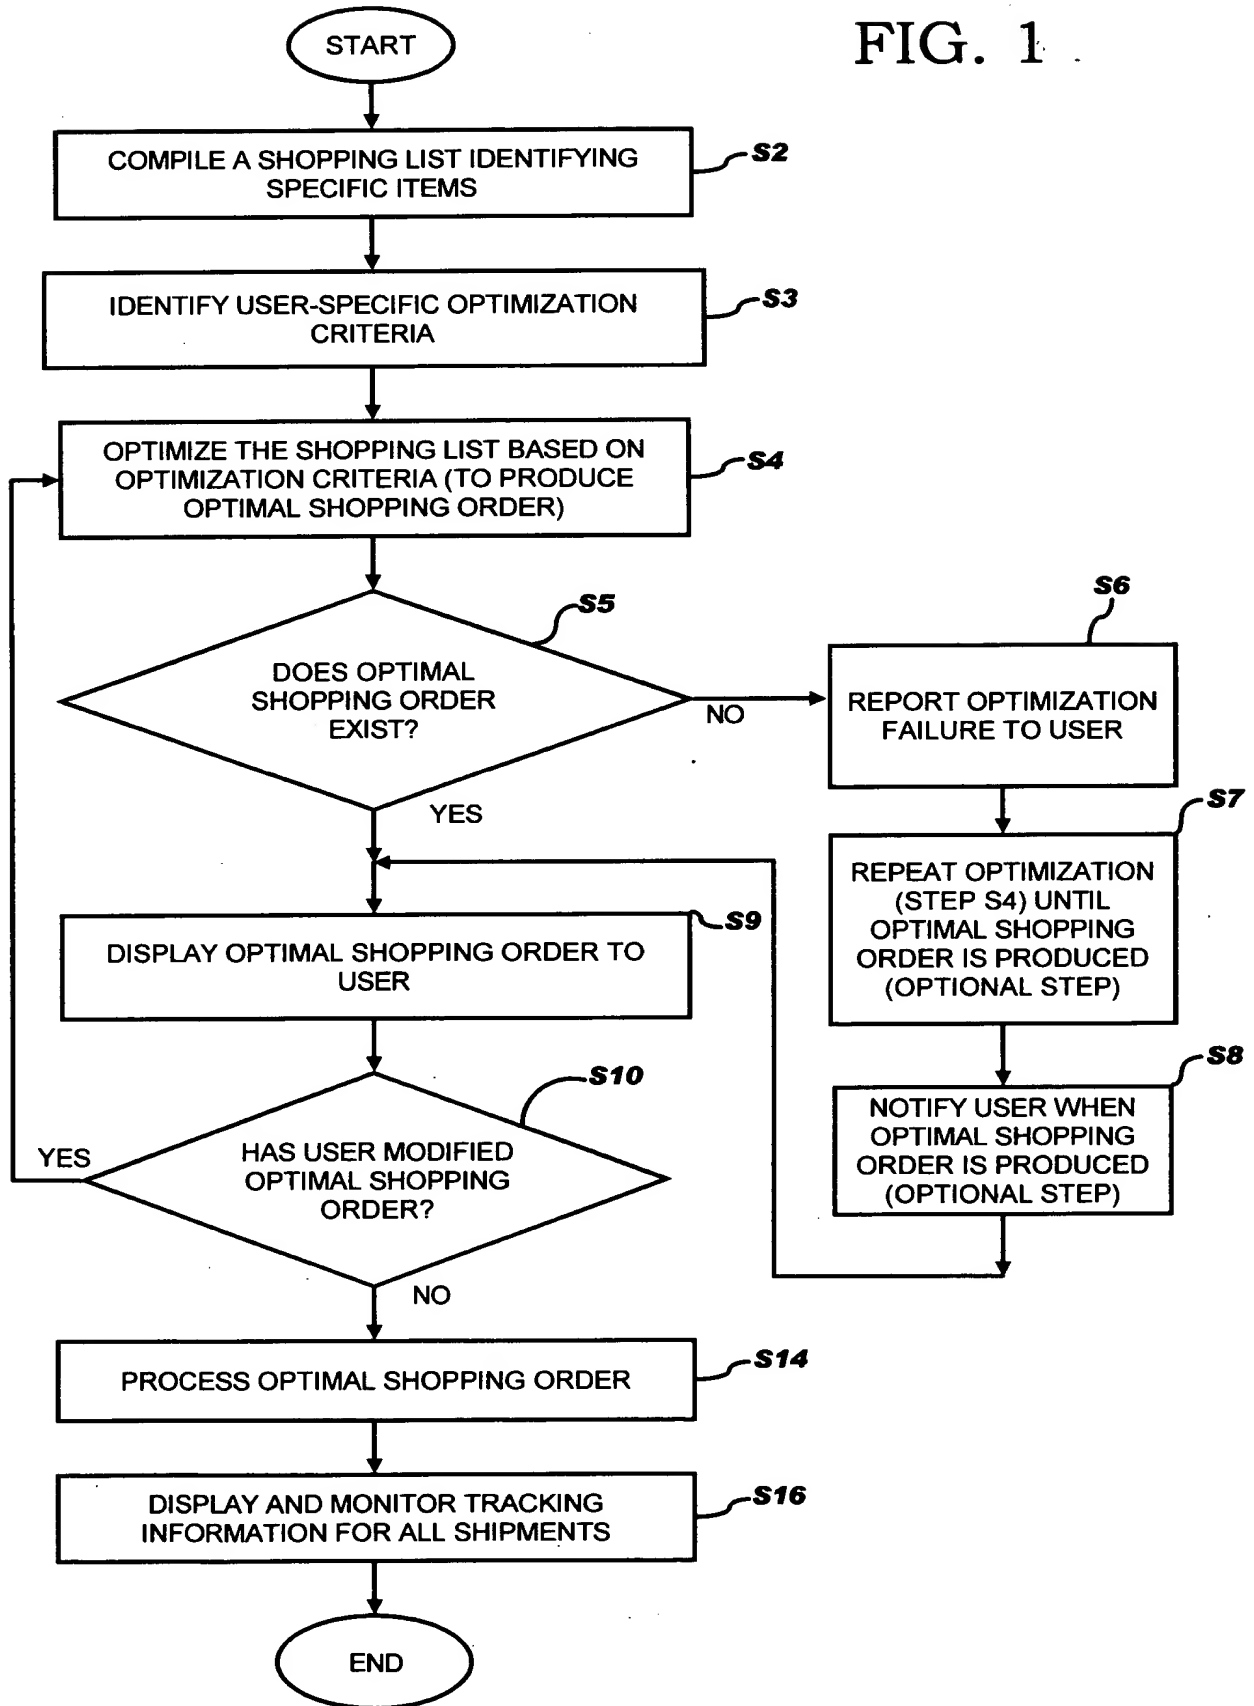 START
FIG. 1
COMPILE A SHOPPING LIST IDENTIFYING
SPECIFIC ITEMS
S2
IDENTIFY USER-SPECIFIC OPTIMIZATION
CRITERIA
S3
OPTIMIZE THE SHOPPING LIST BASED ON
OPTIMIZATION CRITERIA (TO PRODUCE
OPTIMAL SHOPPING ORDER)
S4
DOES OPTIMAL
SHOPPING ORDER
EXIST?
S5
NO
YES
S6
REPORT OPTIMIZATION
FAILURE TO USER
S7
REPEAT OPTIMIZATION
(STEP S4) UNTIL
OPTIMAL SHOPPING
ORDER IS PRODUCED
(OPTIONAL STEP)
S8
NOTIFY USER WHEN
OPTIMAL SHOPPING
ORDER IS PRODUCED
(OPTIONAL STEP)
S9
DISPLAY OPTIMAL SHOPPING ORDER TO
USER
S10
YES
HAS USER MODIFIED
OPTIMAL SHOPPING
ORDER?
NO
PROCESS OPTIMAL SHOPPING ORDER
S14
DISPLAY AND MONITOR TRACKING
INFORMATION FOR ALL SHIPMENTS
S16
END